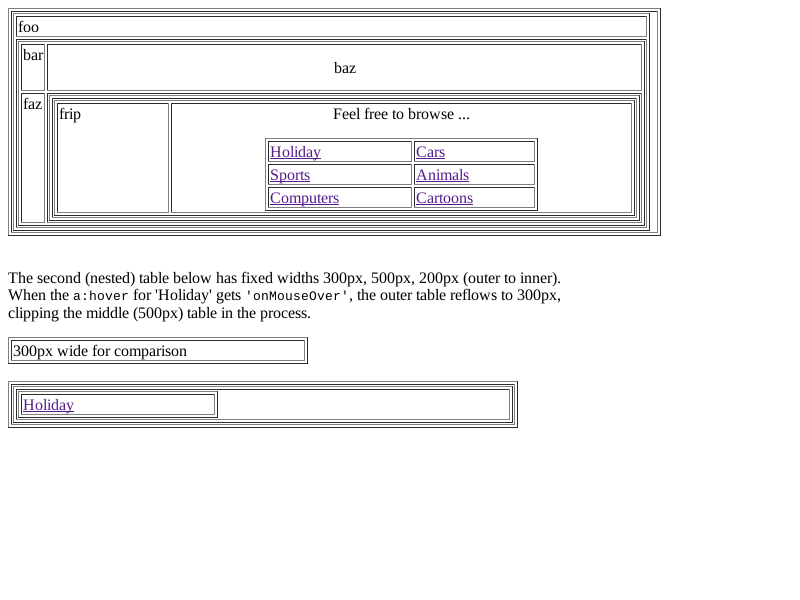 foo
bar
baz
faz
frip
Feel free to browse ...
Holiday
Cars
Sports
Animals
Computers
Cartoons
The second (nested) table below has fixed widths 300px, 500px, 200px (outer to inner).
When the a:hover for 'Holiday' gets 'onMouseOver', the outer table reflows to 300px,
clipping the middle (500px) table in the process.
300px wide for comparison
Holiday